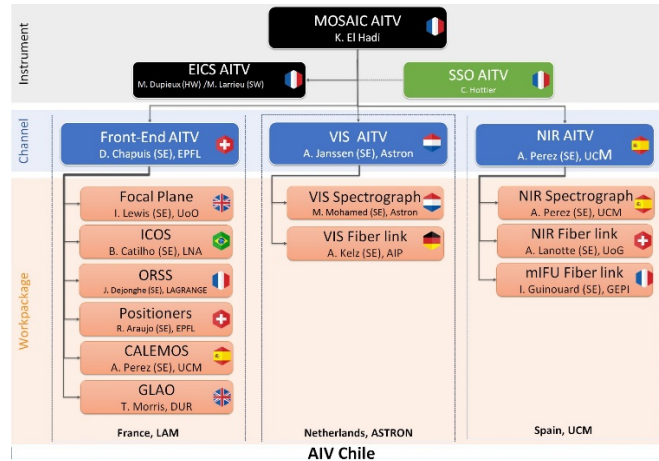 Instrument
MOSAIC AITV
K. El Hadi
EICS AITV
M. Dupieux (HW) /M. Larrieu (SW)
SSO AITV
C. Hottier
Channel
Front-End AITV
D. Chapuis (SE), EPFL
VIS AITV
A. Janssen (SE), Astron
NIR AITV
A. Perez (SE), UCM
Workpackage
Focal Plane
I. Lewis (SE), UoO
ICOS
B. Catilho (SE), LNA
ORSS
J. Dejonghe (SE), LAGRANGE
Positioners
R. Araujo (SE), EPFL
CALEMOS
A. Perez (SE), UCM
GLAO
T. Morris, DUR
France, LAM
VIS Spectrograph
M. Mohamed (SE), Astron
VIS Fiber link
A. Kelz (SE), AIP
Netherlands, ASTRON
NIR Spectrograph
A. Perez (SE), UCM
NIR Fiber link
A. Lanotte (SE), UoG
mIFU Fiber link
I. Guinouard (SE), GEPI
Spain, UCM
AIV Chile